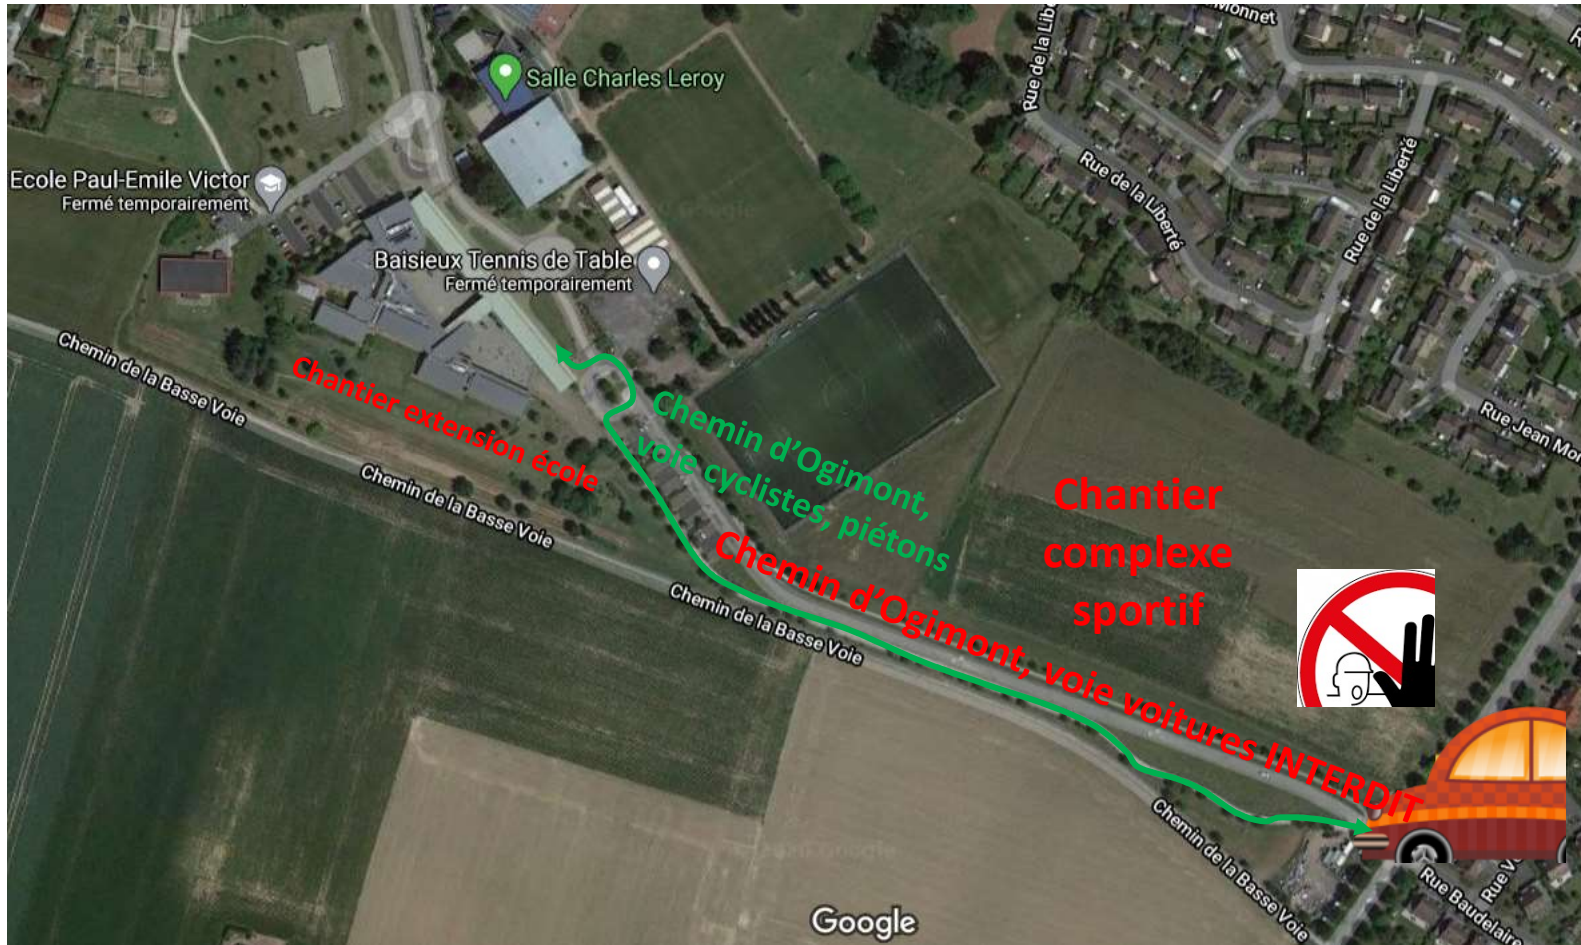 Monnet
Rue de la Libe
Salle Charles Leroy
Rue de la Liberté
Rue de la Liberté
Ecole Paul-Emile Victor
Fermé temporairement
Baisieux Tennis de Table
Fermé temporairement
Chemin de la Basse Voie
Chantier extension école
Chemin d'Ogimont,
voie cyclistes, piétons
Rue Jean Mon
Chemin de la Basse Voie
Chantier
complexe
sportif
Chemin d'Ogimont, voie voitures INTERDIT
Chemin de la Basse Voie
Chemin de la Basse Voie
Rue Baudelaire
Rue V
Google